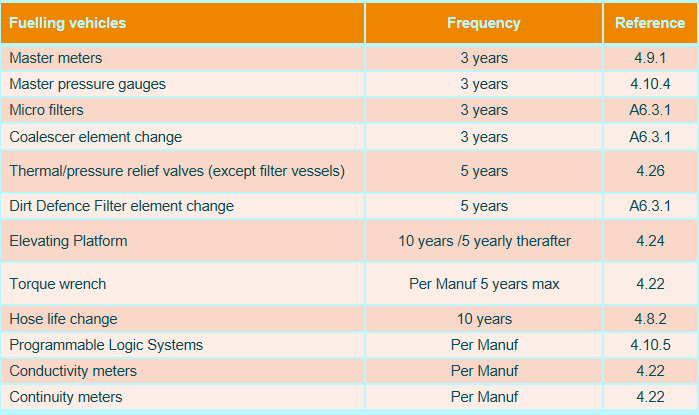 Fuelling vehicles Frequency Reference
Master meters 3 years 4.9.1
Master pressure gauges 3 years 4.10.4
Micro filters 3 years A6.3.1
Coalescer element change 3 years A6.3.1
Thermal/pressure relief valves (except filter vessels) 5 years 4.26
Dirt Defence Filter element change 5 years A6.3.1
Elevating Platform 10 years /5 yearly therafter 4.24
Torque wrench Per Manuf 5 years max 4.22
Hose life change 10 years 4.8.2
Programmable Logic Systems Per Manuf 4.10.5
Conductivity meters Per Manuf 4.22
Continuity meters Per Manuf 4.22